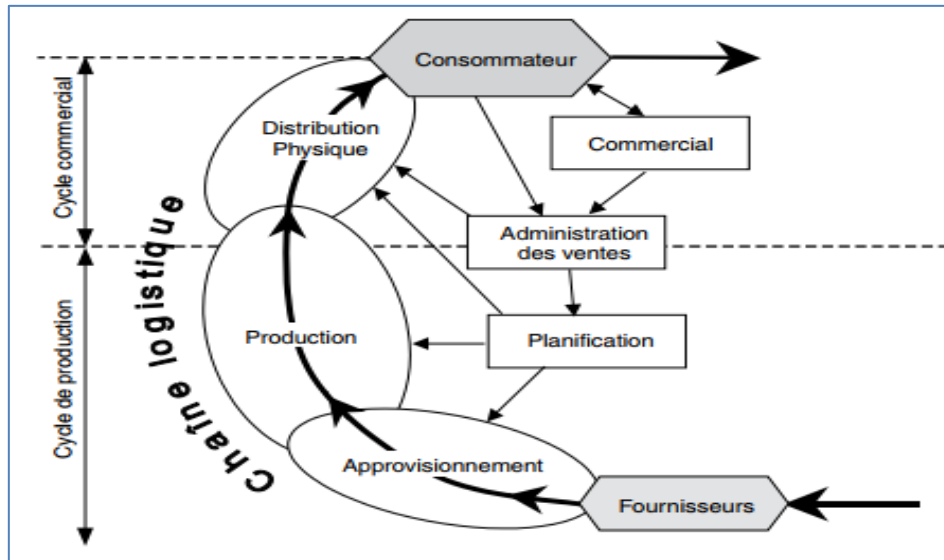 Consommateur
Distribution
Physique
Commercial
Cycle commercial
Administration
des ventes
Chaîne logistique
Production
Planification
Cycle de production
Approvisionnement
Fournisseurs